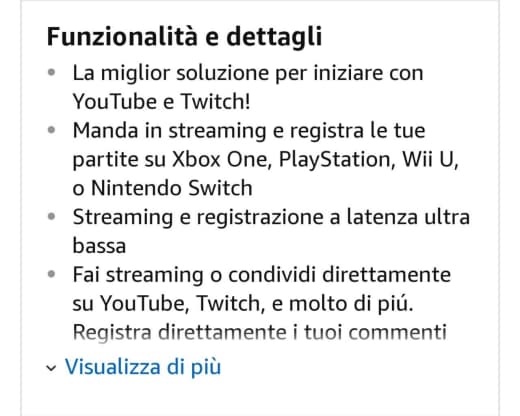 Funzionalità e dettagli
La miglior soluzione per iniziare con
YouTube e Twitch!
Manda in streaming e registra le tue
partite su Xbox One, PlayStation, Wii U,
o Nintendo Switch
Streaming e registrazione a latenza ultra
bassa
Fai streaming o condividi direttamente
su YouTube, Twitch, e molto di piú.
Registra direttamente i tuoi commenti
Visualizza di più